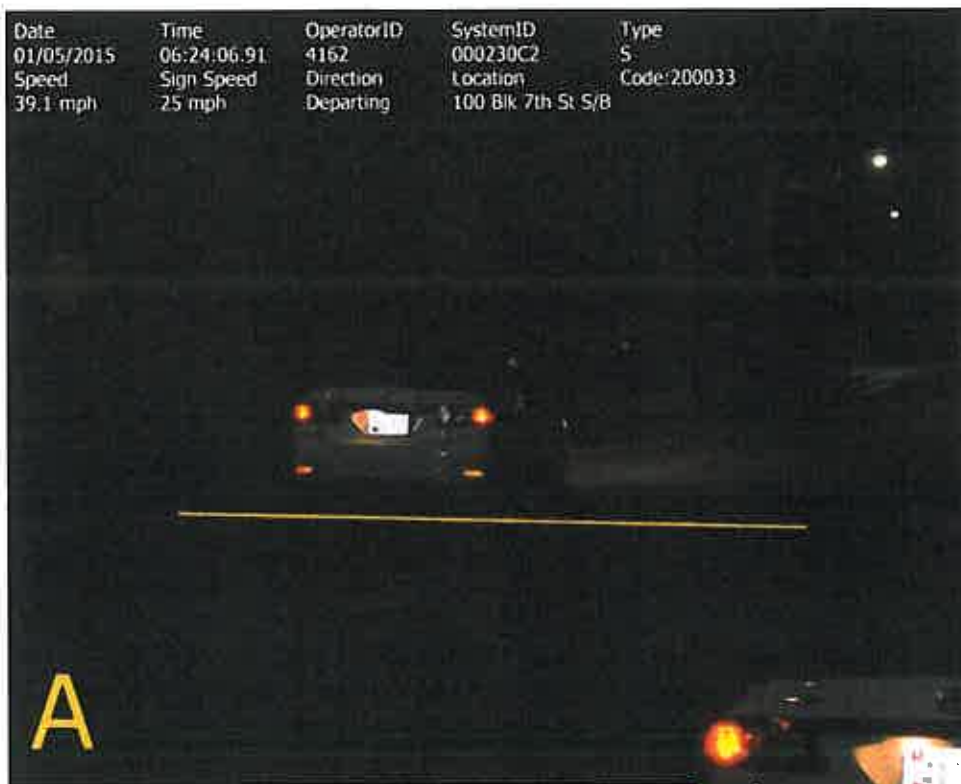 Date Time OperatorID SystemID Type
01/05/2015 06:24:06.91 4162 000230C2 S
Speed Sign Speed Direction Location Code:200033
39.1 mph 25 mph Departing 100 Blk 7th St S/B
A